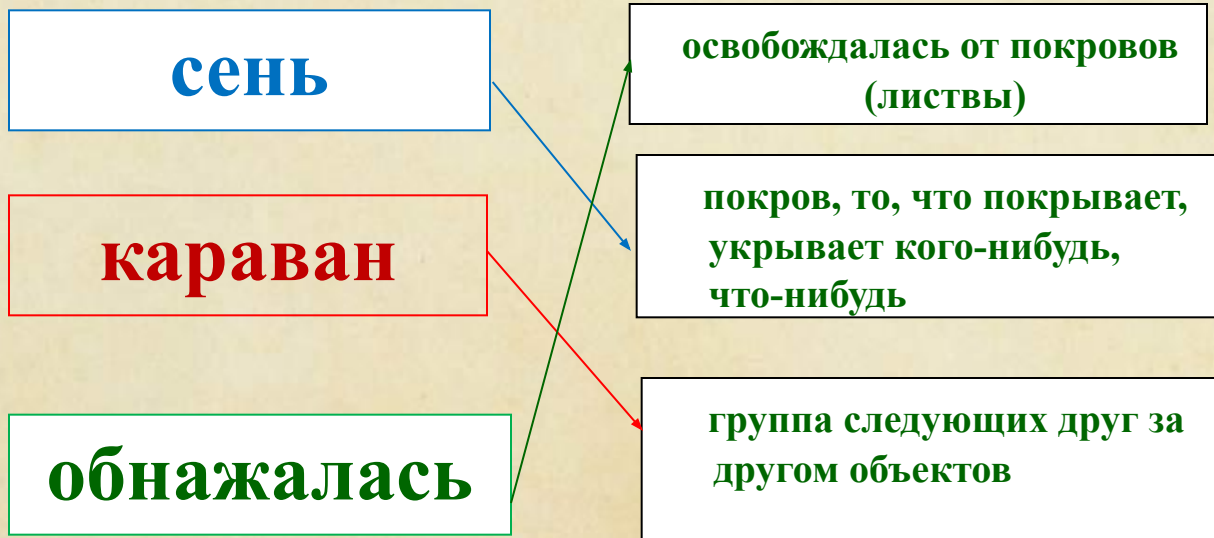 сень
освобождалась от покровов
(листвы)
караван
покров, то, что покрывает,
укрывает кого-нибудь,
что-нибудь
обнажалась
группа следующих друг за
другом объектов